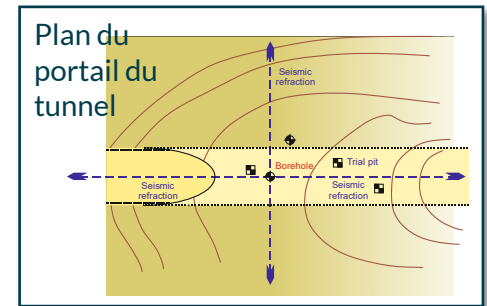 Plan du
portail du
tunnel
Seismic
refraction
Borehole
Trial pit
Seismic
refraction
Seismic
refraction